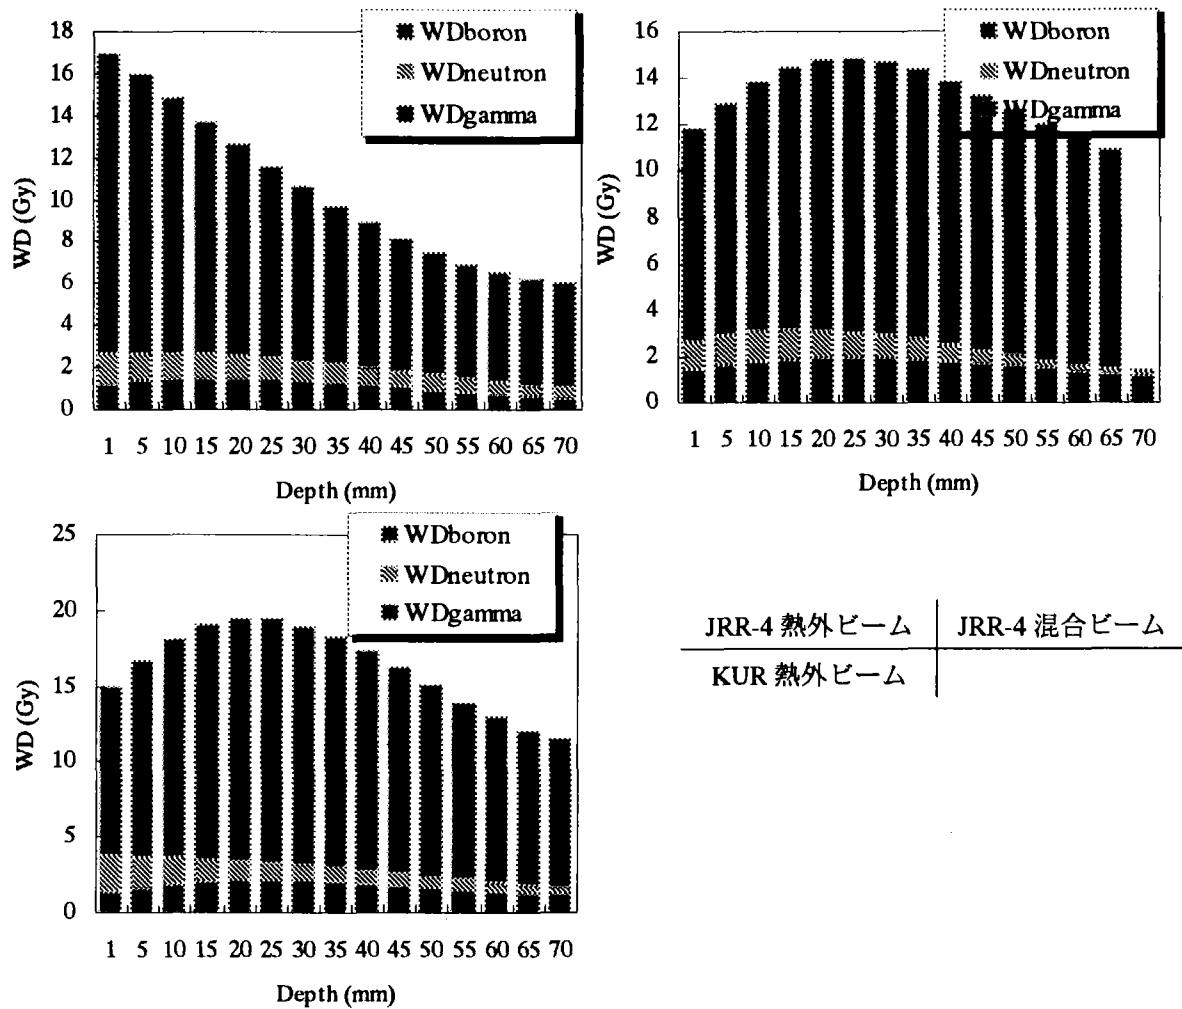 18
16
14
12
10
8
6
4
2
0
WD (Gy)
WDboron
WDneutron
WDgamma
1 5 10 15 20 25 30 35 40 45 50 55 60 65 70
Depth (mm)
16
14
12
10
8
6
4
2
0
WD (Gy)
WDboron
WDneutron
WDgamma
1 5 10 15 20 25 30 35 40 45 50 55 60 65 70
Depth (mm)
25
20
15
10
5
0
WD (Gy)
WDboron
WDneutron
WDgamma
1 5 10 15 20 25 30 35 40 45 50 55 60 65 70
Depth (mm)
JRR-4 熱外ビーム JRR-4 混合ビーム
KUR 熱外ビーム